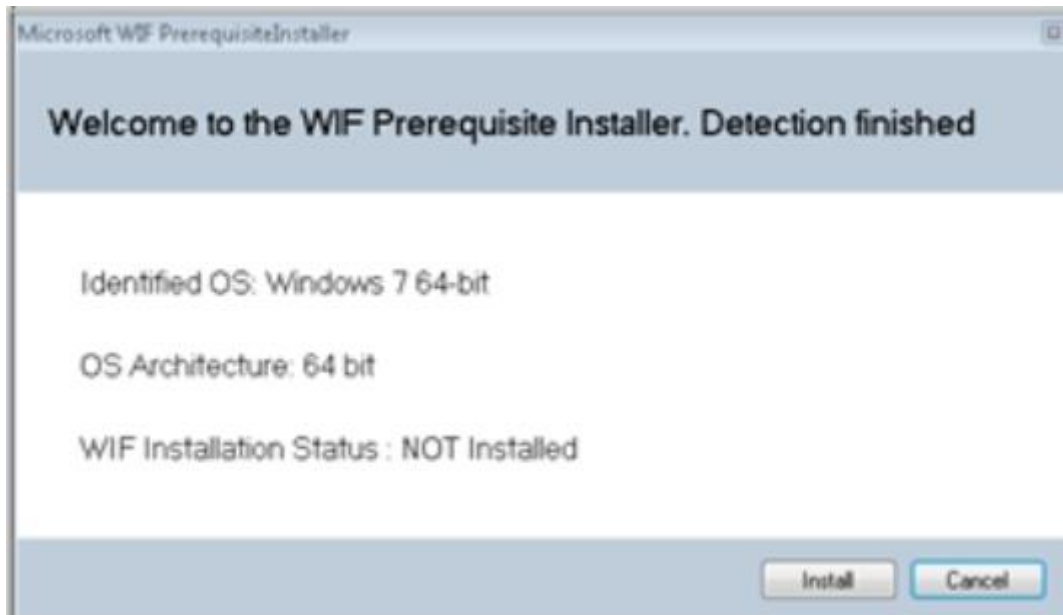 Microsoft WIF PrerequisiteInstaller
Welcome to the WIF Prerequisite Installer. Detection finished
Identified OS: Windows 7 64-bit
OS Architecture: 64 bit
WIF Installation Status : NOT Installed
Install Cancel